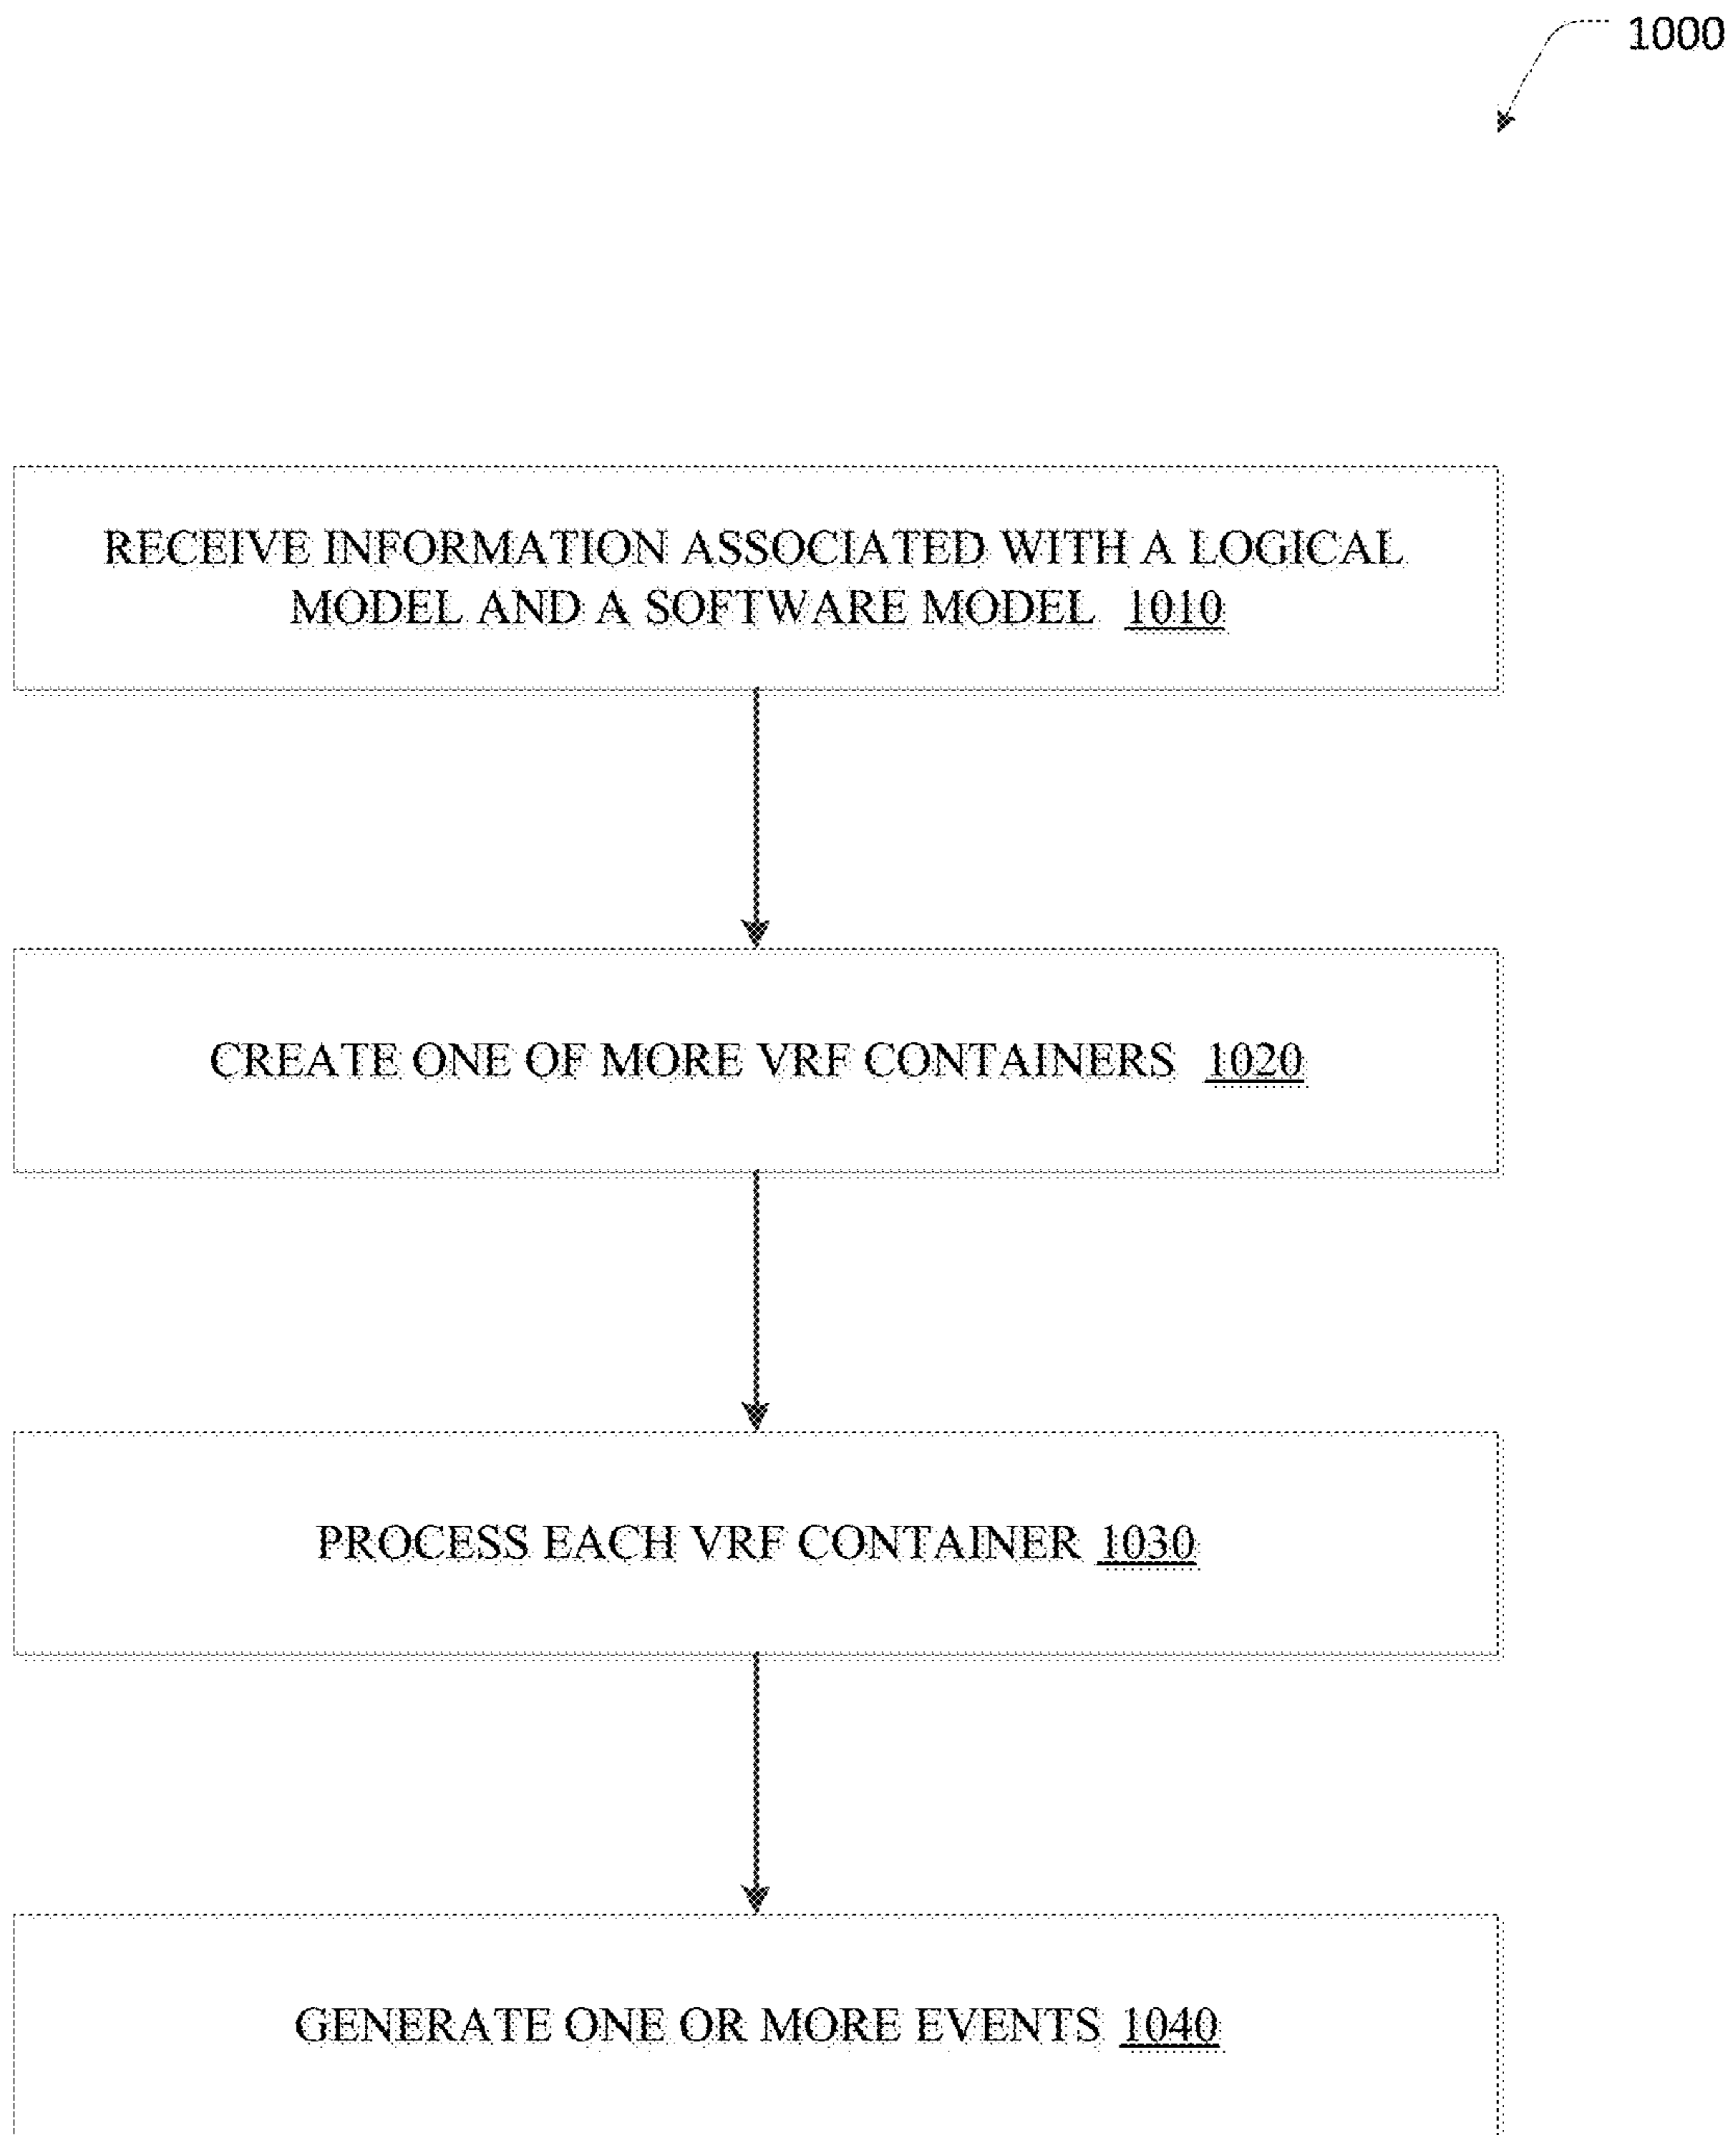 1000
RECEIVE INFORMATION ASSOCIATED WITH A LOGICAL
MODEL AND A SOFTWARE MODEL 1010
CREATE ONE OF MORE VRF CONTAINERS 1020
PROCESS EACH VRF CONTAINER 1030
GENERATE ONE OR MORE EVENTS 1040